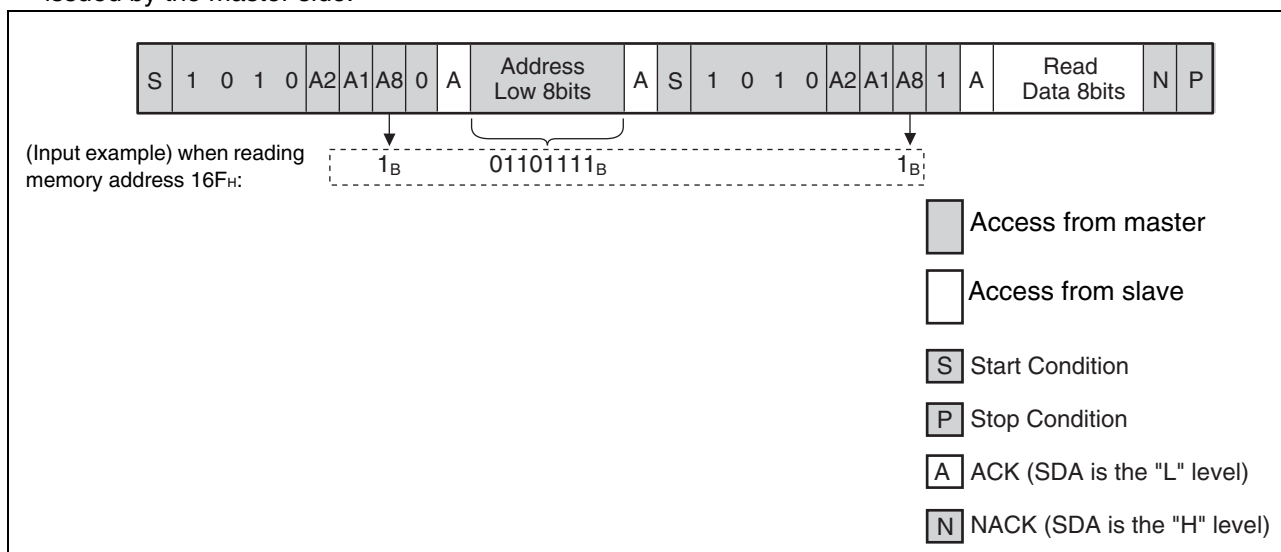 issued by the master side.
S 1 0 1 0 A2 A1 A8 0 A Address Low 8bits A S 1 0 1 0 A2 A1 A8 1 A Read Data 8bits N P
(Input example) when reading
memory address 16FH:
1B 01101111B 1B
Access from master
Access from slave
S Start Condition
P Stop Condition
A ACK (SDA is the "L" level)
N NACK (SDA is the "H" level)